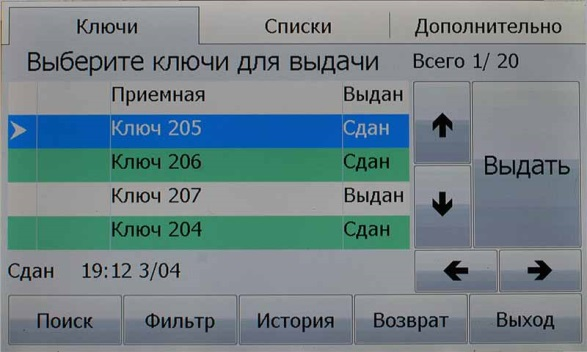 Ключи Списки Дополнительно
Выберите ключи для выдачи Всего 1/ 20
Приемная Выдан
Ключ 205 Сдан
Ключ 206 Сдан
Ключ 207 Выдан
Ключ 204 Сдан
Выдать
Сдан 19:12 3/04
Поиск Фильтр История Возврат Выход